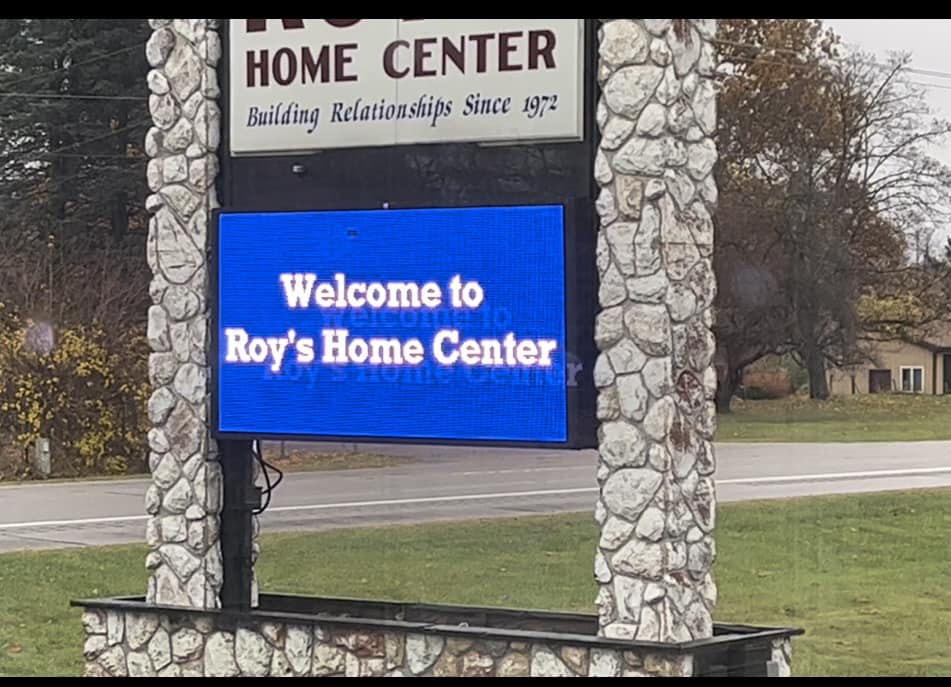 HOME CENTER
Building Relationships Since 1972
Welcome to
Roy's Home Center